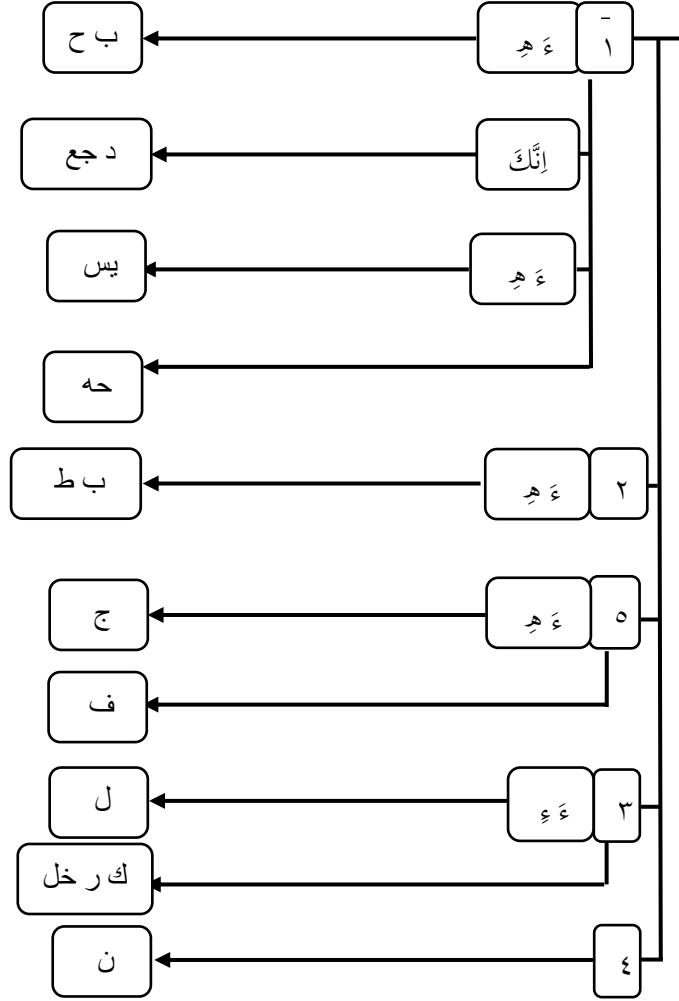 ١ ءَ هِ ب ح
اِنَّكَ د جع
ءَ هِ يس
حه
٢ ءَ هِ ب ط
٥ ءَ هِ ج
ف
٣ ءَ ءِ ل
ك ر خل
٤ ن